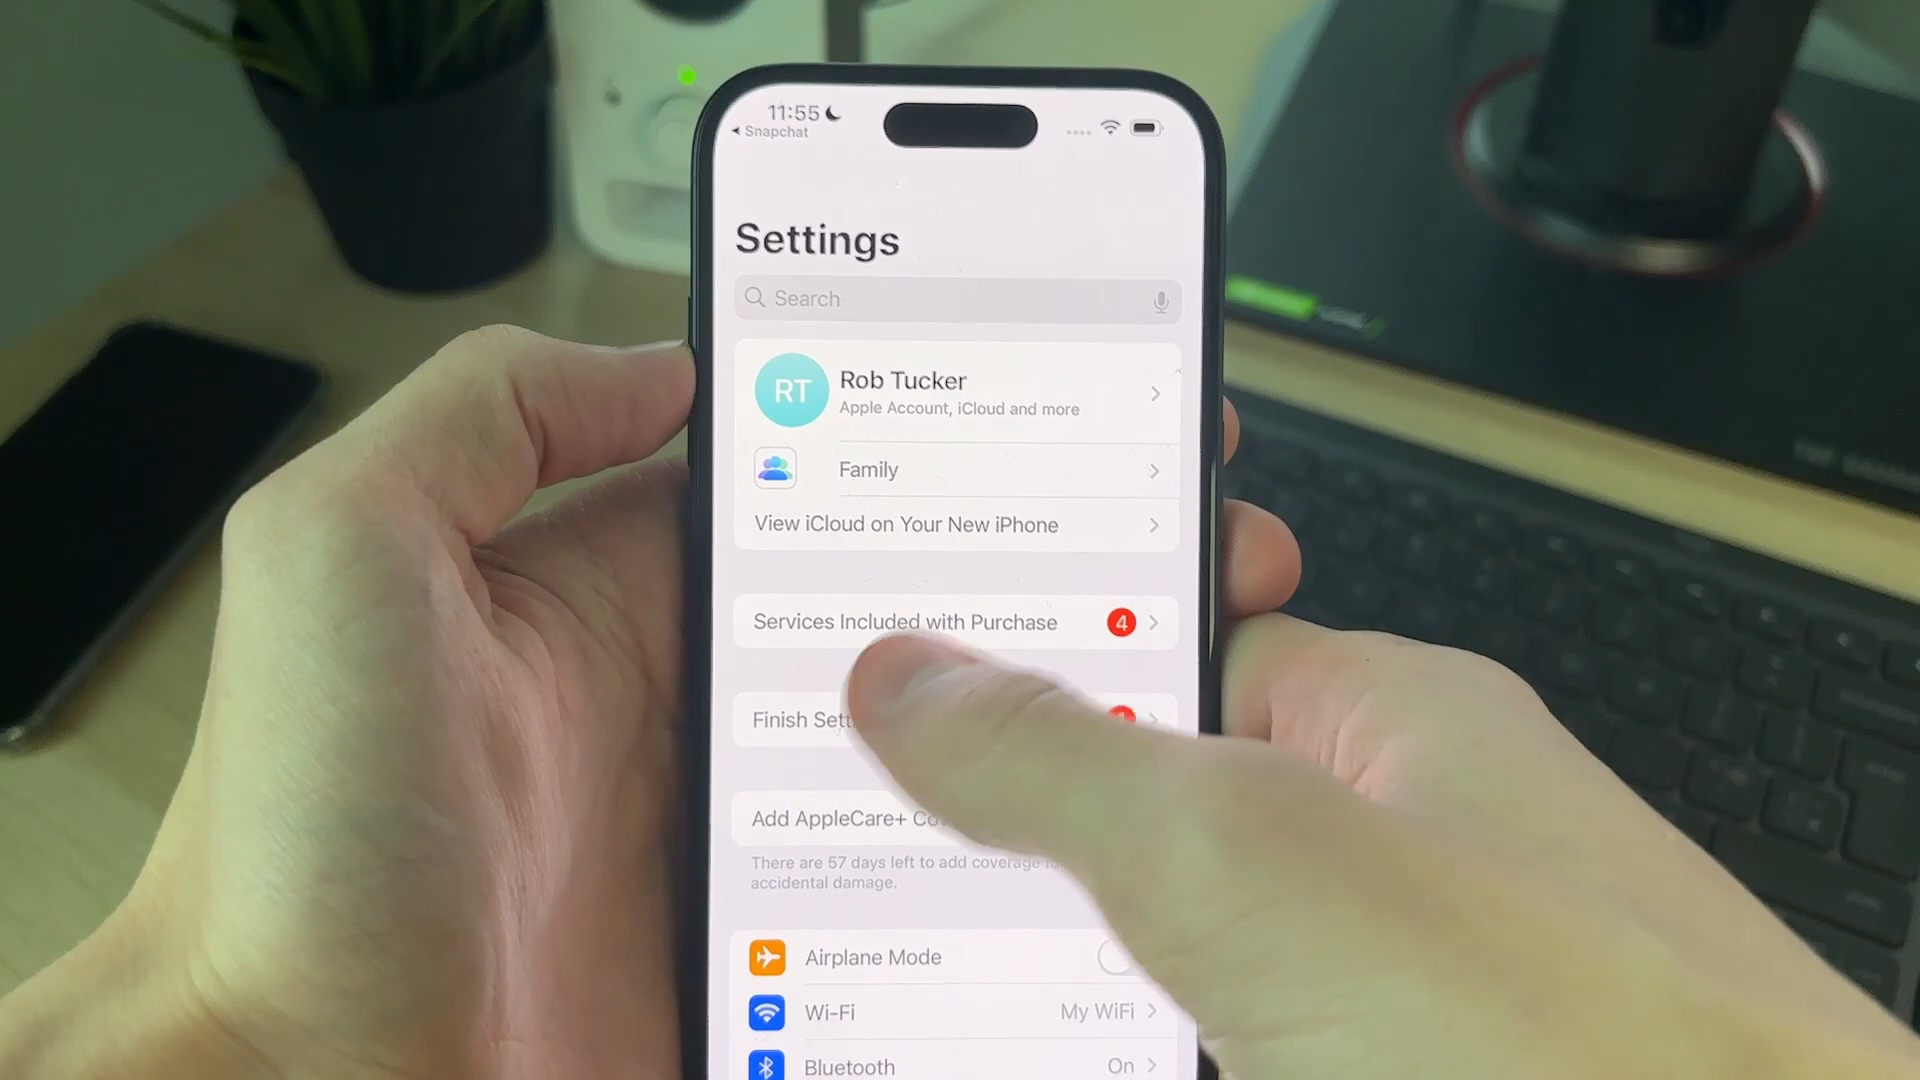 11:55
Snapchat
Settings
Search
RT
Rob Tucker
Apple Account, iCloud and more
Family
View iCloud on Your New iPhone
Services Included with Purchase
4
Finish Sett
Add AppleCare+
There are 57 days left to add coverage
accidental damage.
Airplane Mode
Wi-Fi
My WiFi
Bluetooth
On